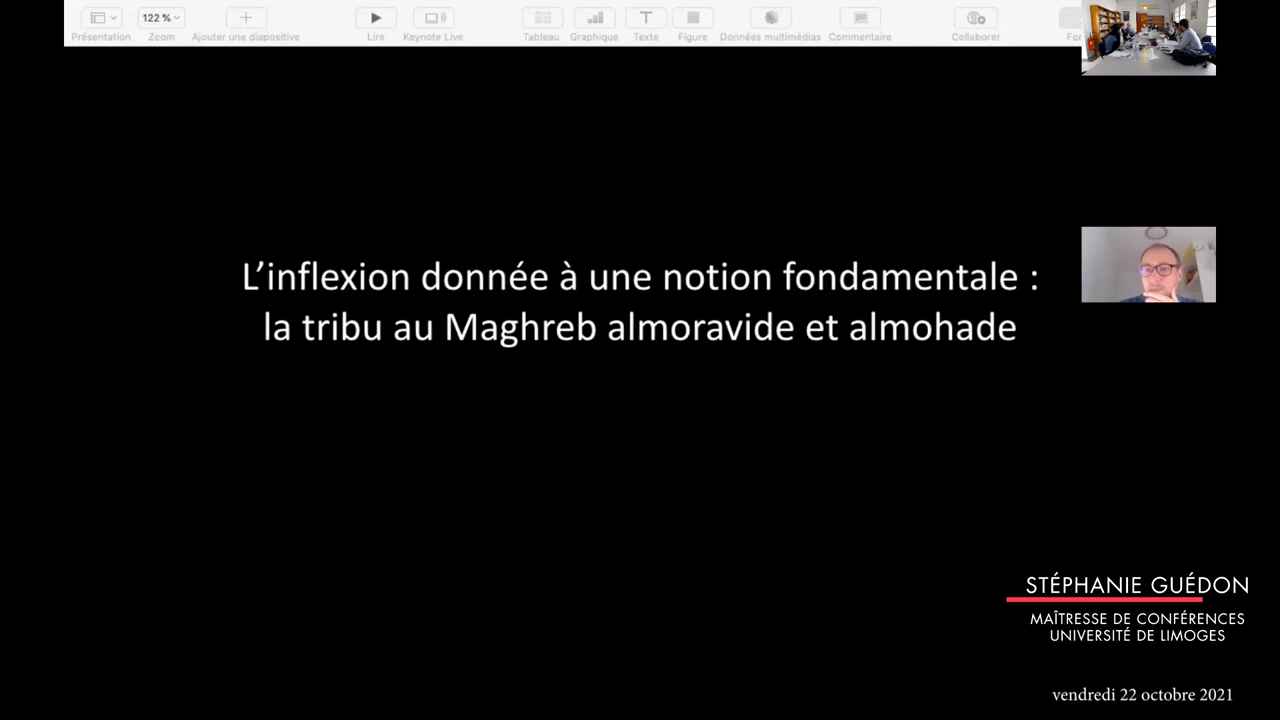 122 %
Présentation
Zoom
Ajouter une diapositive
Lire
Keynote Live
Tableau
Graphique
Texte
Figure
Données multimédias
Commentaire
Collaborer
L’inflexion donnée à une notion fondamentale :
la tribu au Maghreb almoravide et almohade
STÉPHANIE GUÉDON
MAÎTRESSE DE CONFÉRENCES
UNIVERSITÉ DE LIMOGES
vendredi 22 octobre 2021